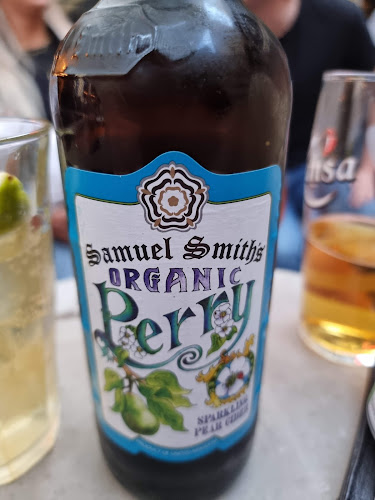 Samuel Smith's
ORGANIC
Perry
SPARKLING
PEAR CIDER